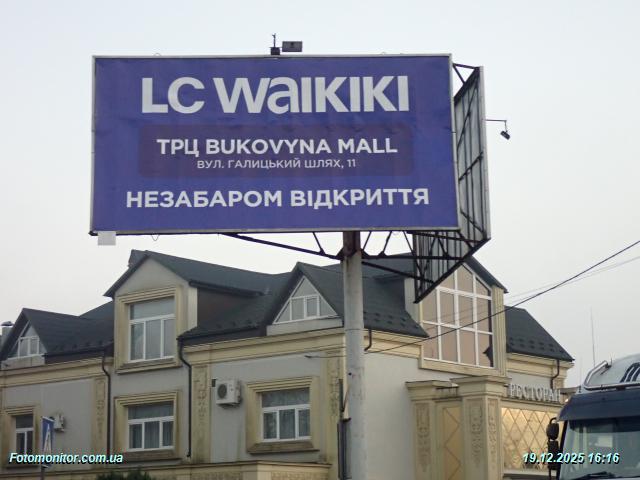 LC WAIKIKI
ТРЦ BUKOVYNA MALL
ВУЛ. ГАЛИЦЬКИЙ ШЛЯХ, 11
НЕЗАБАРОМ ВІДКРИТТЯ
РЕСТОРАН
Fotomonitor.com.ua
19.12.2025 16:16